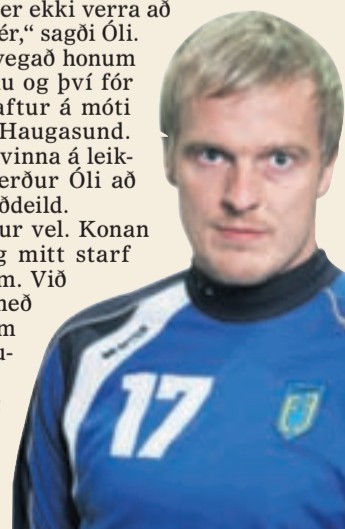 er ekki verra að
ér,“ sagði Óli.
vegað honum
u og því fór
aftur á móti
Haugasund.
vinna á leik-
erður Óli að
ðdeild.
ur vel. Konan
g mitt starf
m. Við
með
m
u-
17